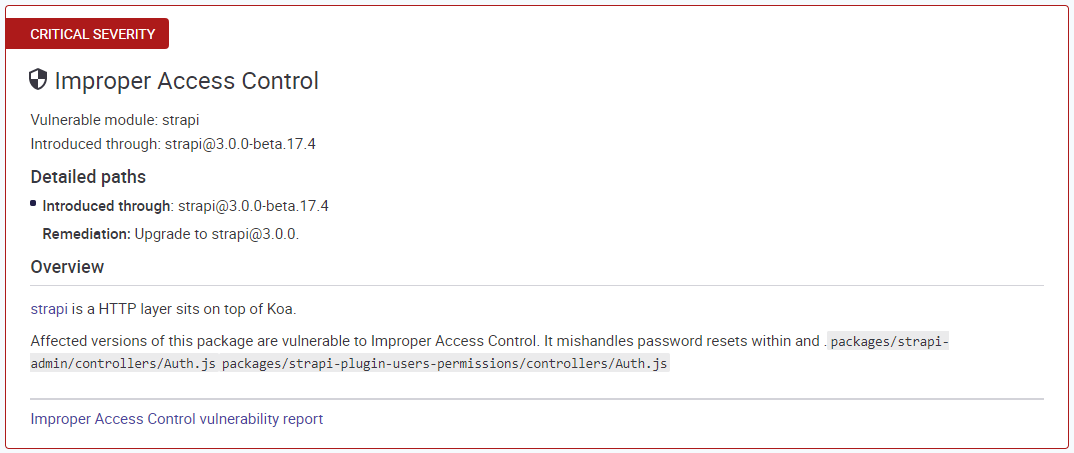 CRITICAL SEVERITY
Improper Access Control
Vulnerable module: strapi
Introduced through: strapi@3.0.0-beta.17.4
Detailed paths
Introduced through: strapi@3.0.0-beta.17.4
Remediation: Upgrade to strapi@3.0.0.
Overview
strapi is a HTTP layer sits on top of Koa.
Affected versions of this package are vulnerable to Improper Access Control. It mishandles password resets within and . packages/strapi-
admin/controllers/Auth.js packages/strapi-plugin-users-permissions/controllers/Auth.js
Improper Access Control vulnerability report